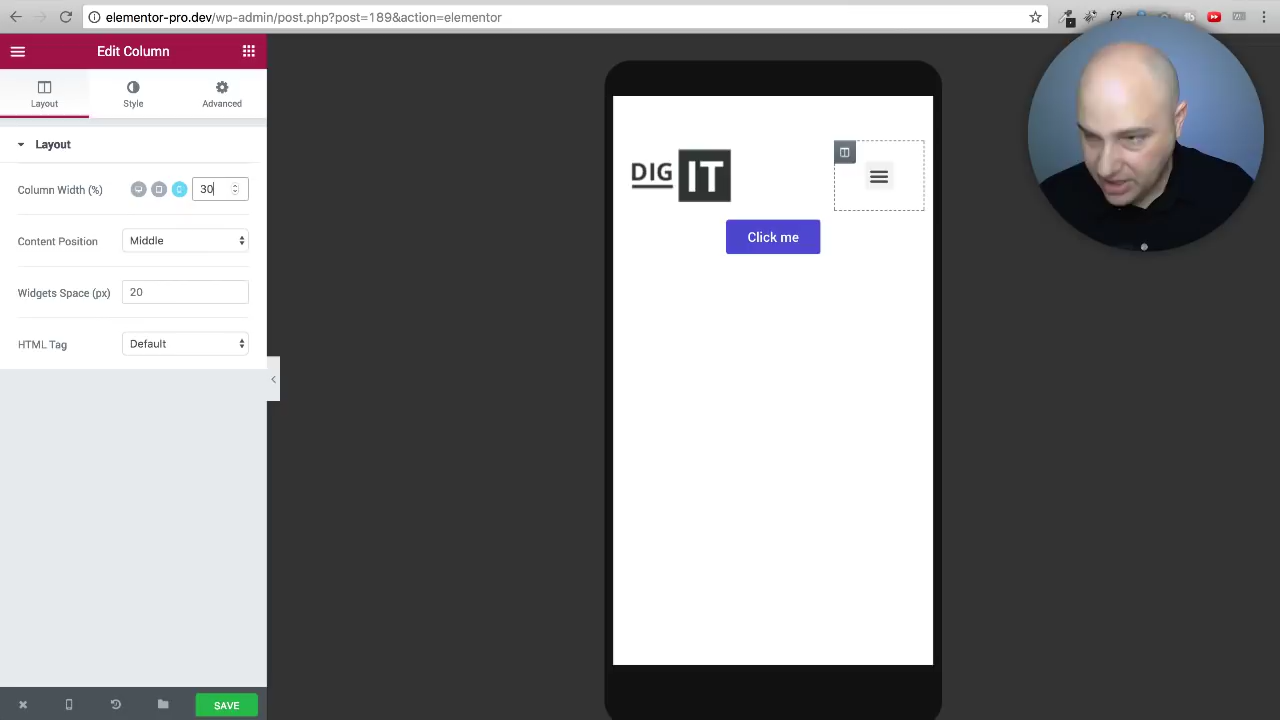 elementor-pro.dev/wp-admin/post.php?post=189&action=elementor
f?
Edit Column
Layout
Style
Advanced
Layout
Column Width (%)
30
Content Position
Middle
Widgets Space (px)
20
HTML Tag
Default
SAVE
DIG IT
Click me